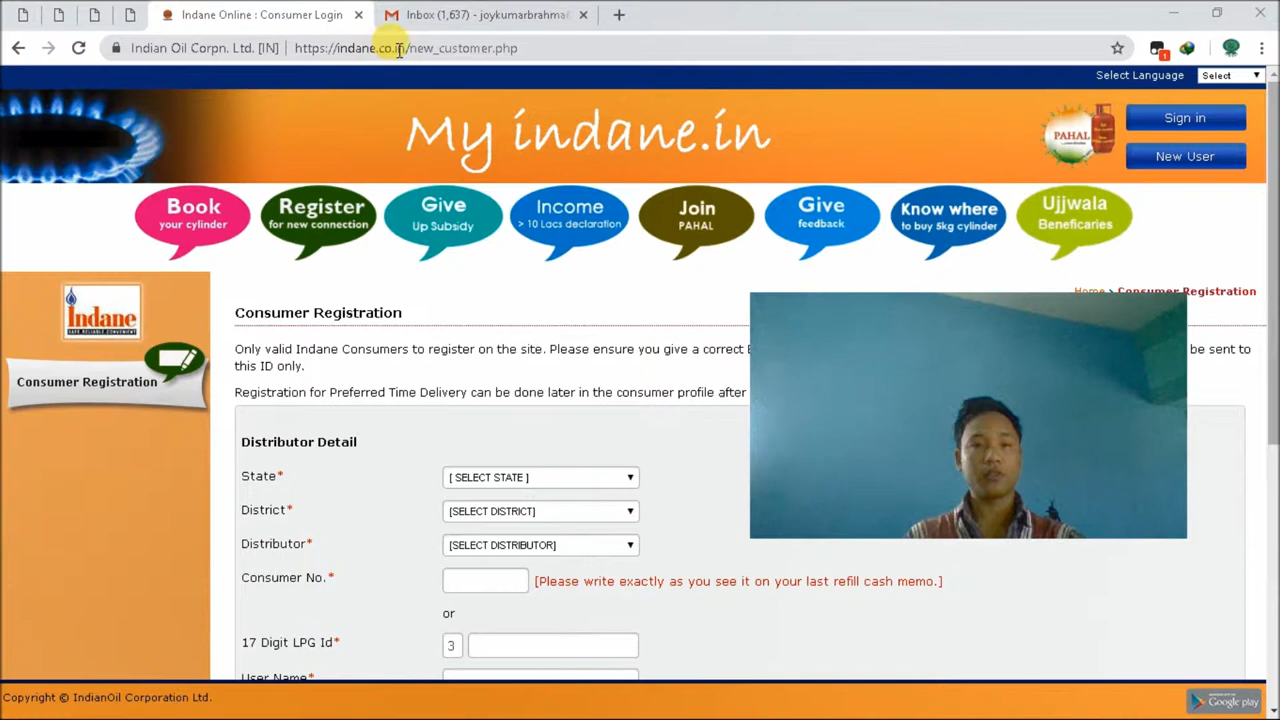 Indane Online : Consumer Login
Inbox (1,637) - joykumarbrahma
Indian Oil Corpn. Ltd. [IN] https://indane.co.in/new_customer.php
Select Language Select
My indane.in
PAHAL
Sign in
New User
Book
your cylinder
Register
for new connection
Give
Up Subsidy
Income
> 10 Lacs declaration
Join
PAHAL
Give
feedback
Know where
to buy 5kg cylinder
Ujjwala
Beneficaries
Indane
SAFE RELIABLE CONVENIENT
Consumer Registration
Home > Consumer Registration
Consumer Registration
Only valid Indane Consumers to register on the site. Please ensure you give a correct be sent to
this ID only.
Registration for Preferred Time Delivery can be done later in the consumer profile after
Distributor Detail
State* [ SELECT STATE ]
District* [SELECT DISTRICT]
Distributor* [SELECT DISTRIBUTOR]
Consumer No.* [Please write exactly as you see it on your last refill cash memo.]
or
17 Digit LPG Id* 3
User Name*
Copyright © IndianOil Corporation Ltd.
Google play